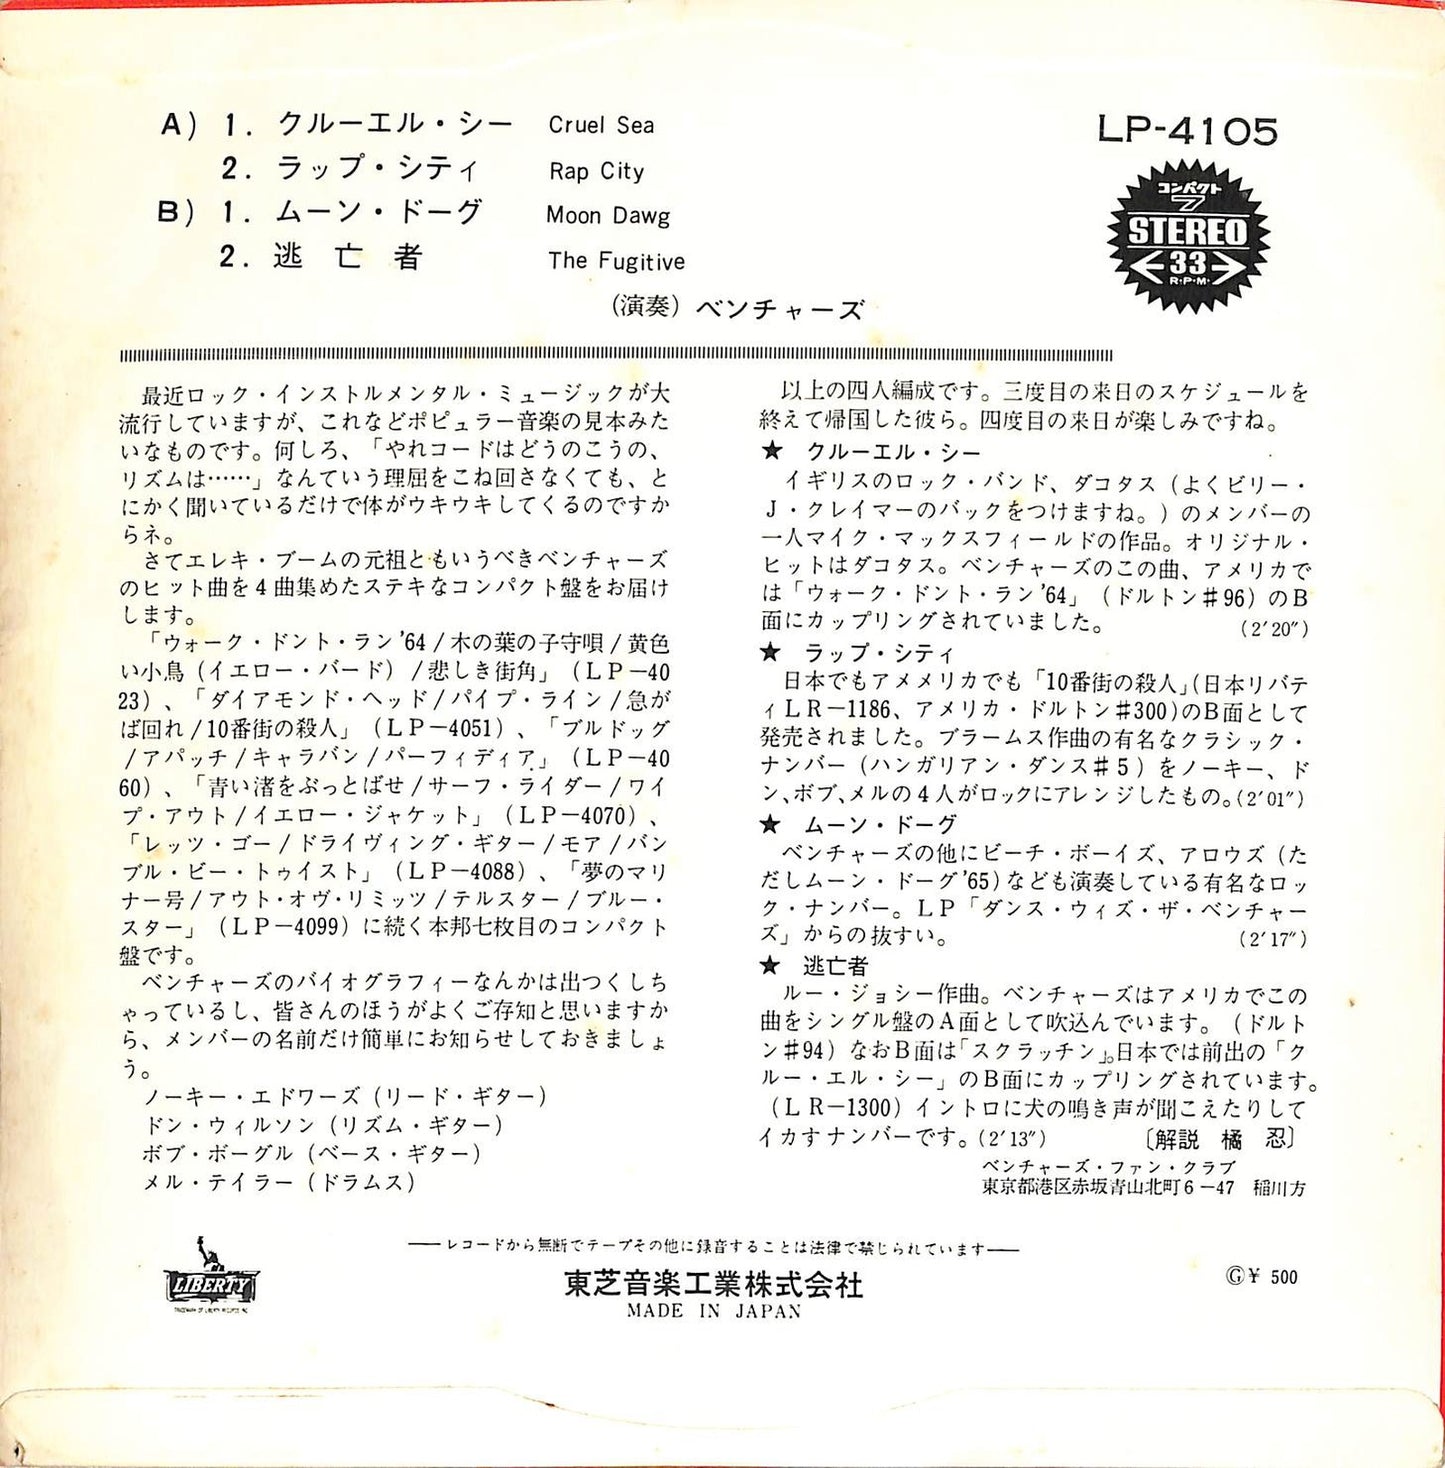 A) 1. クルーエル・シー Cruel Sea
2. ラップ・シティ Rap City
B) 1. ムーン・ドーグ Moon Dawg
2. 逃亡者 The Fugitive
(演奏) ベンチャーズ
LP-4105
コンパクト
7
STEREO
33
R・P・M・
最近ロック・インストルメンタル・ミュージックが大
流行していますが、これなどポピュラー音楽の見本みた
いなものです。何しろ、「やれコードはどうのこうの、
リズムは……」なんていう理屈をこね回さなくても、と
にかく聞いているだけで体がウキウキしてくるのですか
らネ。
さてエレキ・ブームの元祖ともいうべきベンチャーズ
のヒット曲を4曲集めたステキなコンパクト盤をお届け
します。
「ウォーク・ドント・ラン'64/木の葉の子守唄/黄色
い小鳥(イエロー・バード)/悲しき街角」(LP-40
23)、「ダイアモンド・ヘッド/パイプ・ライン/急が
ば回れ/10番街の殺人」(LP-4051)、「ブルドッグ
/アパッチ/キャラバン/パーフィディア」(LP-40
60)、「青い渚をぶっとばせ/サーフ・ライダー/ワイ
プ・アウト/イエロー・ジャケット」(LP-4070)、
「レッツ・ゴー/ドライヴィング・ギター/モア/バン
ブル・ビー・トゥイスト」(LP-4088)、「夢のマリ
ナー号/アウト・オヴ・リミッツ/テルスター/ブルー・
スター」(LP-4099)に続く本邦七枚目のコンパクト
盤です。
ベンチャーズのバイオグラフィーなんかは出つくしち
ゃっているし、皆さんのほうがよくご存知と思いますか
ら、メンバーの名前だけ簡単にお知らせしておきましょ
う。
ノーキー・エドワーズ(リード・ギター)
ドン・ウィルソン(リズム・ギター)
ボブ・ボーグル(ベース・ギター)
メル・テイラー(ドラムス)
以上の四人編成です。三度目の来日のスケジュールを
終えて帰国した彼ら。四度目の来日が楽しみですね。
★ クルーエル・シー
イギリスのロック・バンド、ダコタス(よくビリー・
J・クレイマーのバックをつけますね。)のメンバーの
一人マイク・マックスフィールドの作品。オリジナル・
ヒットはダコタス。ベンチャーズのこの曲、アメリカで
は「ウォーク・ドント・ラン'64」(ドルトン♯96)のB
面にカップリングされていました。 (2'20")
★ ラップ・シティ
日本でもアメメリカでも「10番街の殺人」(日本リバテ
ィLR-1186、アメリカ・ドルトン♯300)のB面として
発売されました。ブラームス作曲の有名なクラシック・
ナンバー(ハンガリアン・ダンス♯5)をノーキー、ド
ン、ボブ、メルの4人がロックにアレンジしたもの。(2'01")
★ ムーン・ドーグ
ベンチャーズの他にビーチ・ボーイズ、アロウズ(た
だしムーン・ドーグ'65)なども演奏している有名なロッ
ク・ナンバー。LP「ダンス・ウィズ・ザ・ベンチャー
ズ」からの抜すい。 (2'17")
★ 逃亡者
ルー・ジョシー作曲。ベンチャーズはアメリカでこの
曲をシングル盤のA面として吹込んでいます。(ドルト
ン♯94) なおB面は「スクラッチン」。日本では前出の「ク
ルー・エル・シー」のB面にカップリングされています。
(LR-1300)イントロに犬の鳴き声が聞こえたりして
イカすナンバーです。(2'13") 〔解説 橘 忍〕
ベンチャーズ・ファン・クラブ
東京都港区赤坂青山北町6-47 稲川方
LIBERTY
TRADEMARK OF LIBERTY RECORDS INC
──レコードから無断でテープその他に録音することは法律で禁じられています──
東芝音楽工業株式会社
MADE IN JAPAN
Ⓖ¥ 500